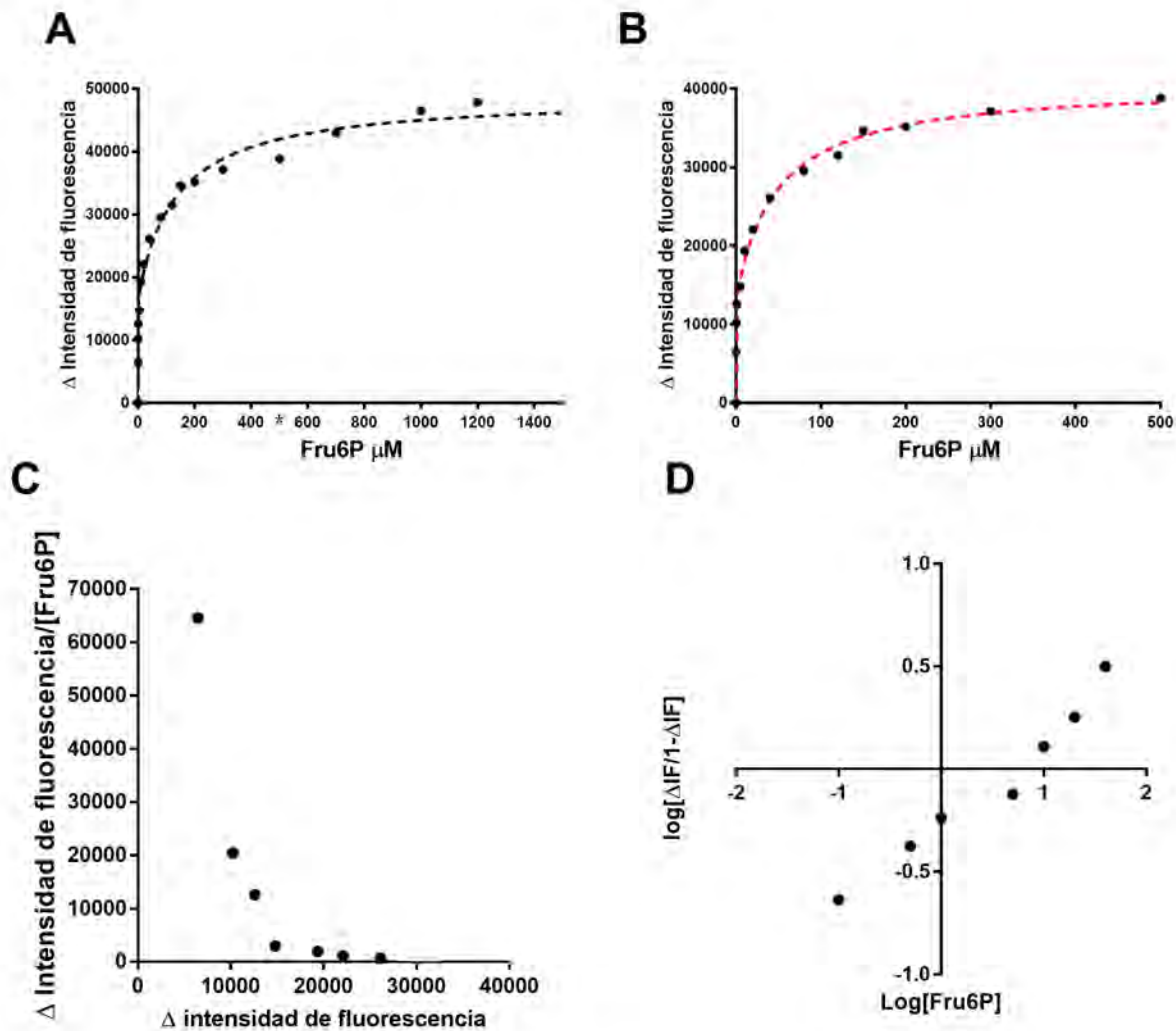 A
Δ Intensidad de fluorescencia
50000
40000
30000
20000
10000
0
0 200 400 * 600 800 1000 1200 1400
Fru6P μM
B
Δ Intensidad de fluorescencia
40000
30000
20000
10000
0
0 100 200 300 400 500
Fru6P μM
C
Δ Intensidad de fluorescencia/[Fru6P]
70000
60000
50000
40000
30000
20000
10000
0
0 10000 20000 30000 40000
Δ intensidad de fluorescencia
D
log[ΔIF/1-ΔIF]
1.0
0.5
-2 -1 1 2
-0.5
-1.0
Log[Fru6P]